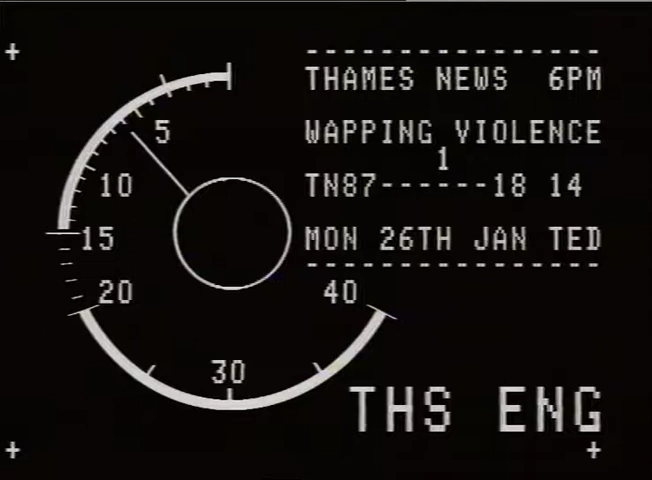 THAMES NEWS 6PM
WAPPING VIOLENCE
1
TN87------18 14
MON 26TH JAN TED
5
10
15
20
30
40
THS ENG